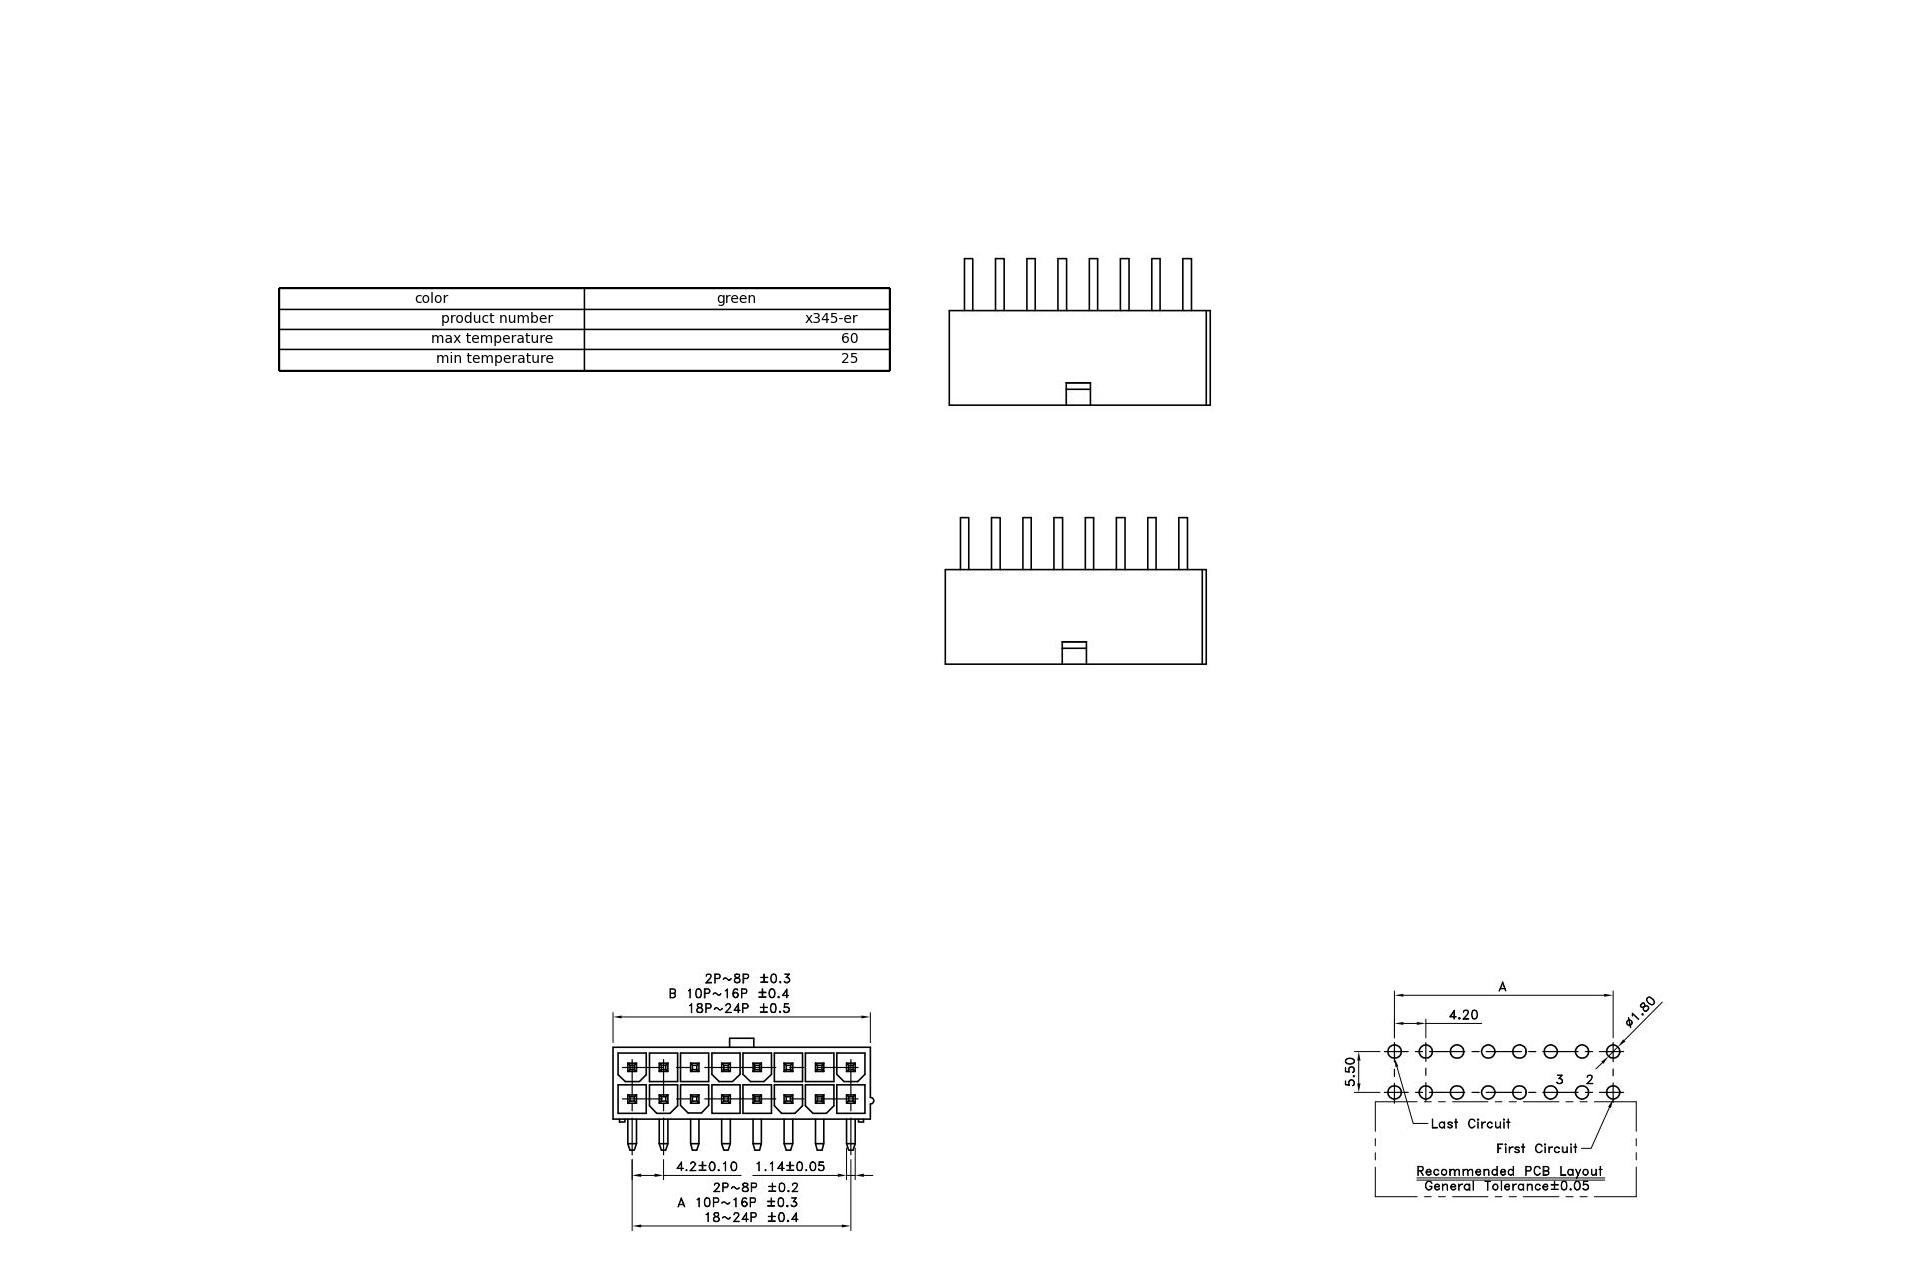 color green
product number x345-er
max temperature 60
min temperature 25
2P~8P ±0.3
B 10P~16P ±0.4
18P~24P ±0.5
4.2±0.10 1.14±0.05
2P~8P ±0.2
A 10P~16P ±0.3
18~24P ±0.4
A
4.20
ø1.80
5.50
3 2
Last Circuit
First Circuit
Recommended PCB Layout
General Tolerance±0.05